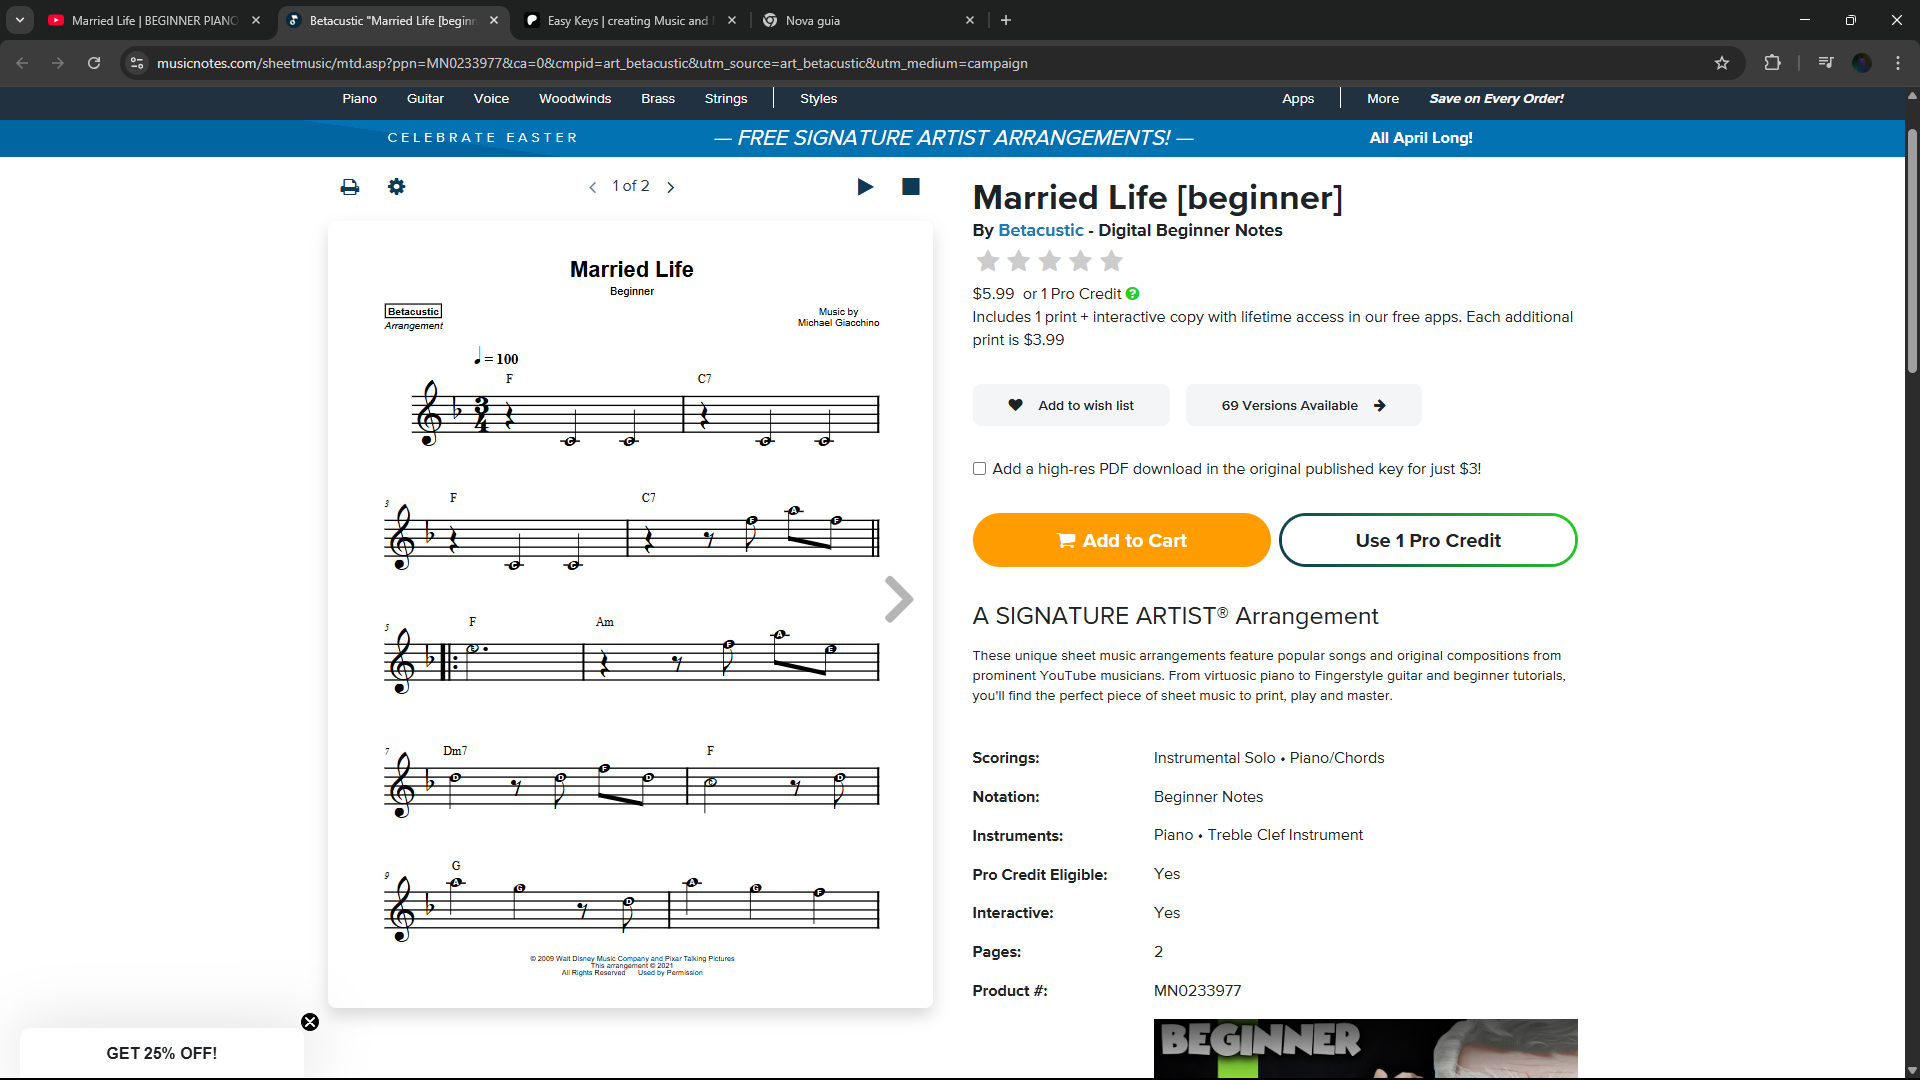 Married Life | BEGINNER PIANO
Betacustic "Married Life [beginn
Easy Keys | creating Music and
Nova guia
musicnotes.com/sheetmusic/mtd.asp?ppn=MN0233977&ca=0&cmpid=art_betacustic&utm_source=art_betacustic&utm_medium=campaign
Piano Guitar Voice Woodwinds Brass Strings Styles Apps More Save on Every Order!
CELEBRATE EASTER — FREE SIGNATURE ARTIST ARRANGEMENTS! — All April Long!
1 of 2
Married Life
Beginner
Betacustic
Arrangement
Music by
Michael Giacchino
= 100
F C7
3
4
C C C C
3
F C7
C C F A F
5
F Am
E F A E
7
Dm7 F
D D F D C D
9
G
A G D A G F
© 2009 Walt Disney Music Company and Pixar Talking Pictures
This arrangement © 2021
All Rights Reserved Used by Permission
GET 25% OFF!
Married Life [beginner]
By Betacustic - Digital Beginner Notes
$5.99 or 1 Pro Credit ?
Includes 1 print + interactive copy with lifetime access in our free apps. Each additional
print is $3.99
Add to wish list
69 Versions Available
Add a high-res PDF download in the original published key for just $3!
Add to Cart
Use 1 Pro Credit
A SIGNATURE ARTIST® Arrangement
These unique sheet music arrangements feature popular songs and original compositions from
prominent YouTube musicians. From virtuosic piano to Fingerstyle guitar and beginner tutorials,
you'll find the perfect piece of sheet music to print, play and master.
Scorings: Instrumental Solo • Piano/Chords
Notation: Beginner Notes
Instruments: Piano • Treble Clef Instrument
Pro Credit Eligible: Yes
Interactive: Yes
Pages: 2
Product #: MN0233977
BEGINNER